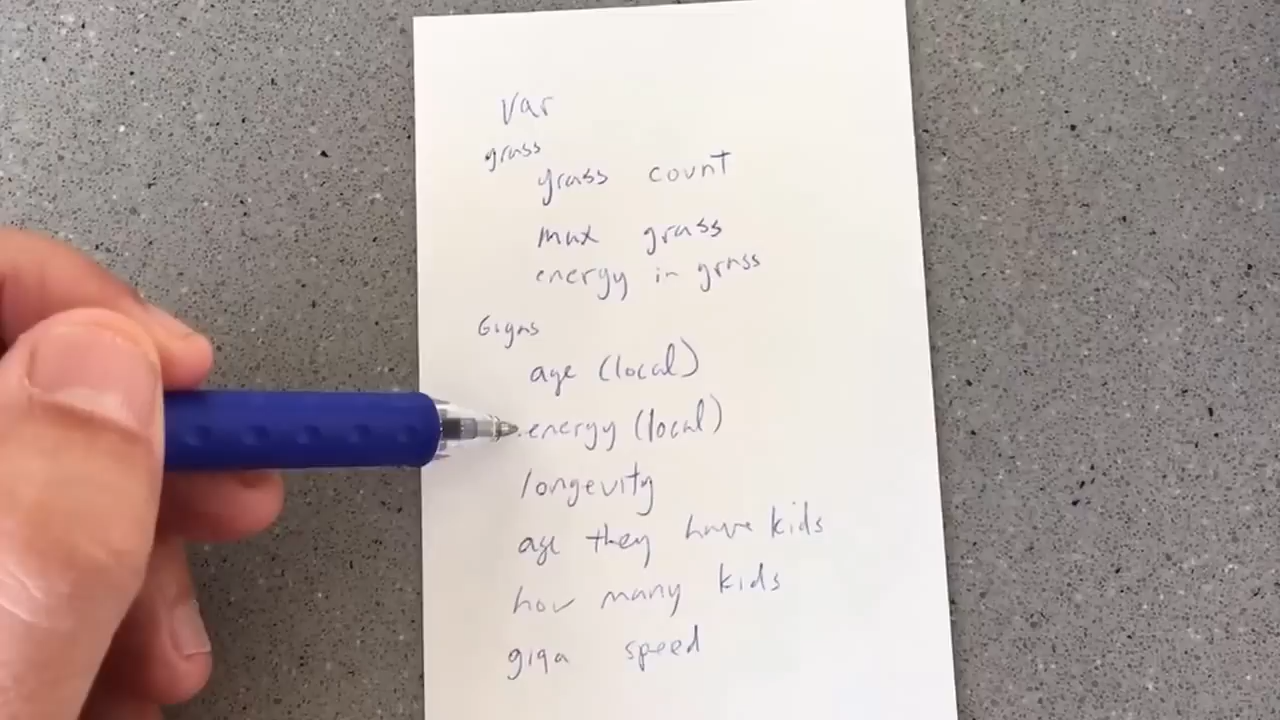 Var
grass
grass count
max grass
energy in grass
Gigas
age (local)
energy (local)
longevity
age they have kids
how many kids
giga speed